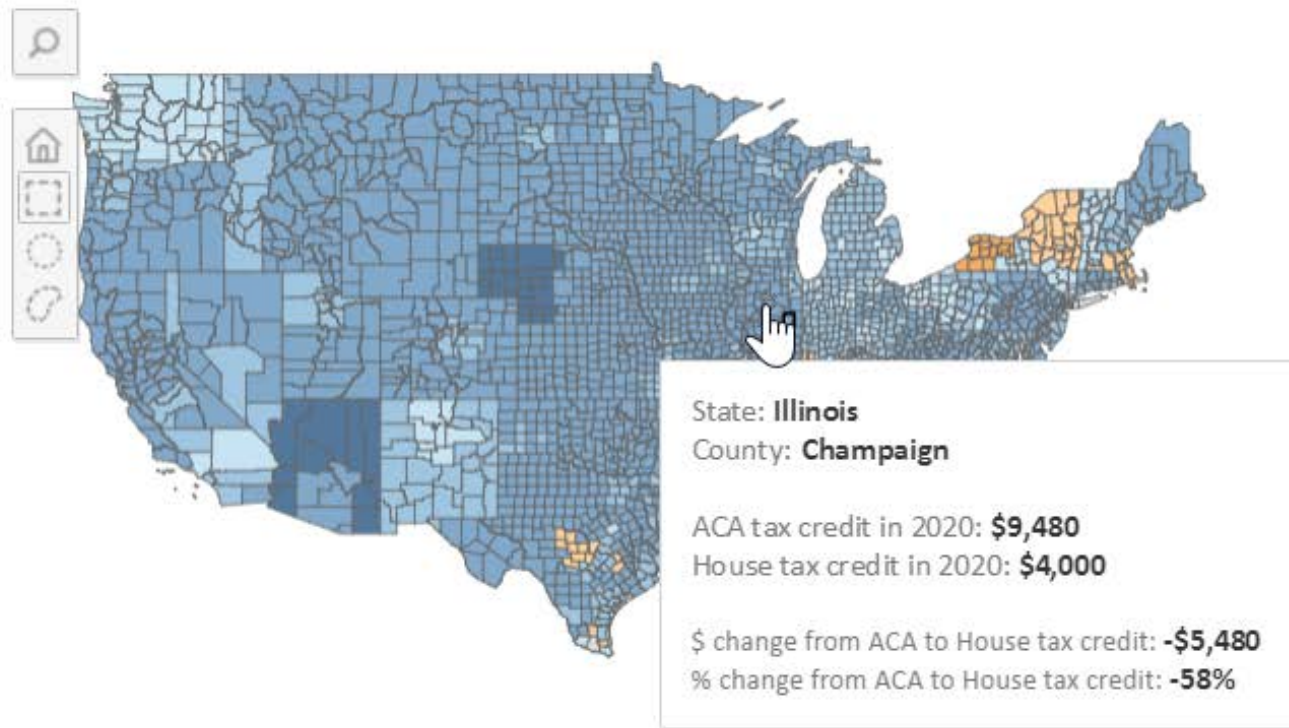 State: Illinois
County: Champaign
ACA tax credit in 2020: $9,480
House tax credit in 2020: $4,000
$ change from ACA to House tax credit: -$5,480
% change from ACA to House tax credit: -58%